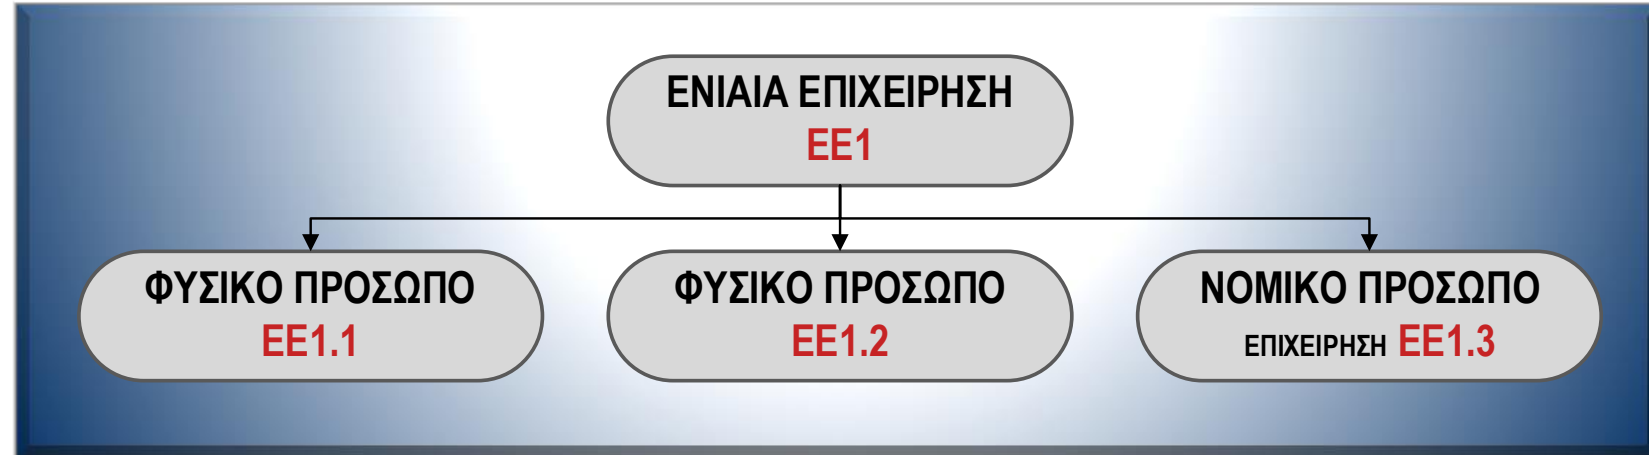 ΕΝΙΑΙΑ ΕΠΙΧΕΙΡΗΣΗ
ΕΕ1
ΦΥΣΙΚΟ ΠΡΟΣΩΠΟ
ΕΕ1.1
ΦΥΣΙΚΟ ΠΡΟΣΩΠΟ
ΕΕ1.2
ΝΟΜΙΚΟ ΠΡΟΣΩΠΟ
ΕΠΙΧΕΙΡΗΣΗ ΕΕ1.3